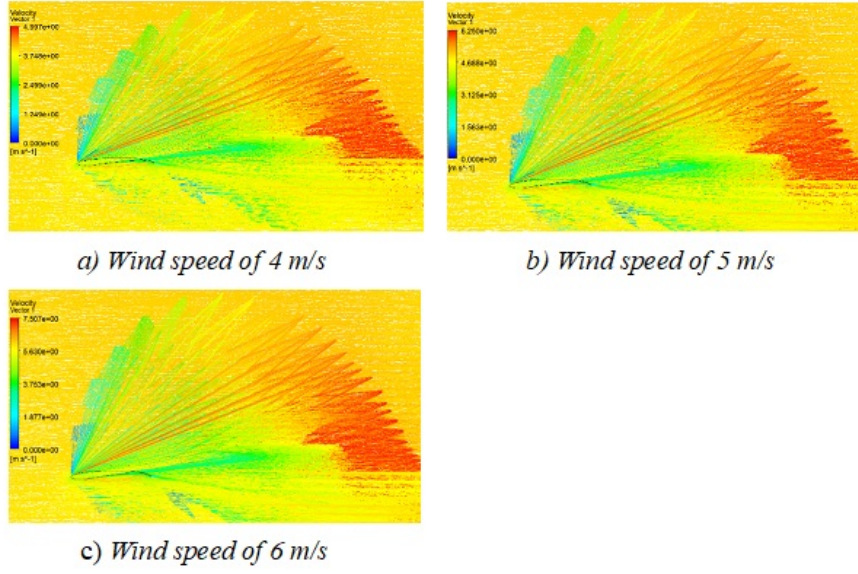 Velocity
Vector 1
4.997e+00
3.748e+00
2.499e+00
1.249e+00
0.000e+00
[m s^-1]
a) Wind speed of 4 m/s
Velocity
Vector 1
6.250e+00
4.688e+00
3.125e+00
1.563e+00
0.000e+00
[m s^-1]
b) Wind speed of 5 m/s
Velocity
Vector 1
7.507e+00
5.630e+00
3.753e+00
1.877e+00
0.000e+00
[m s^-1]
c) Wind speed of 6 m/s